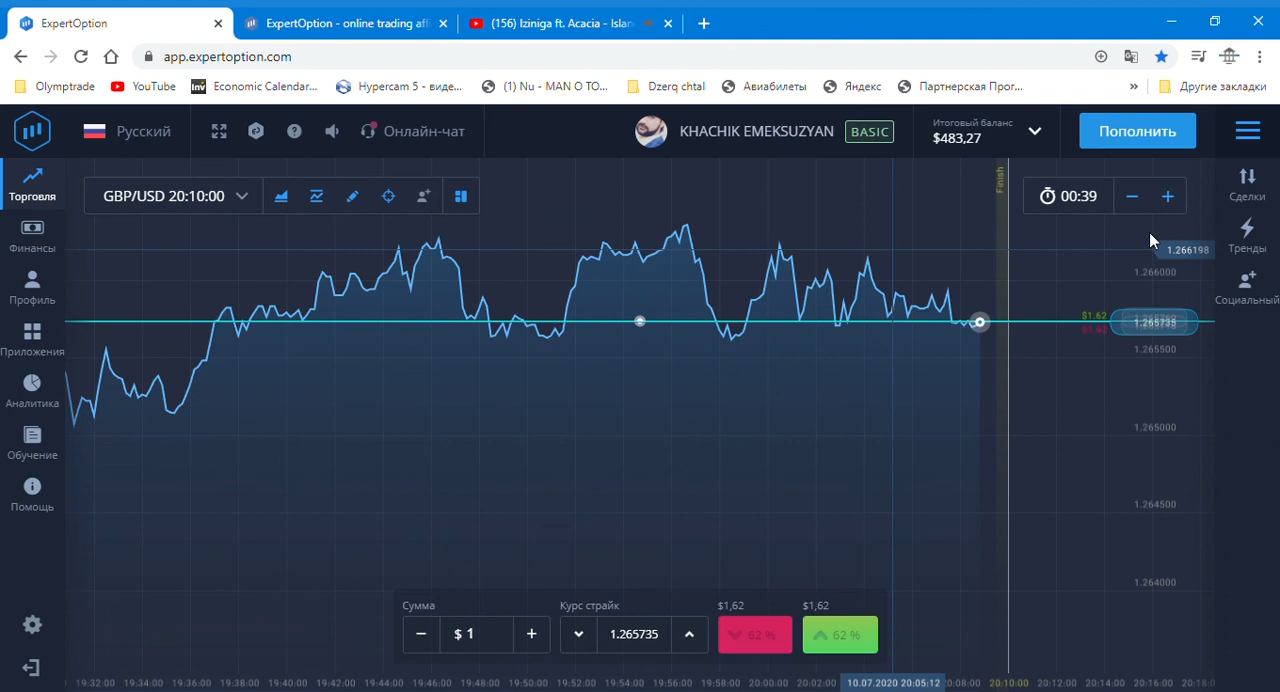 ExpertOption
ExpertOption - online trading aff
(156) Iziniga ft. Acacia - Islan
app.expertoption.com
Olymptrade
YouTube
Inv
Economic Calendar...
Hypercam 5 - виде...
(1) Nu - MAN O TO...
Dzerq chtal
Авиабилеты
Яндекс
Партнерская Прог...
»
Другие закладки
Русский
Онлайн-чат
KHACHIK EMEKSUZYAN
BASIC
Итоговый баланс
$483,27
Пополнить
Торговля
Финансы
Профиль
Приложения
Аналитика
Обучение
Помощь
GBP/USD 20:10:00
Finish
00:39
Сделки
Тренды
Социальный
1.266198
1.266000
$1.62
$1.62
1.265735
1.265500
1.265000
1.264500
1.264000
Сумма
$ 1
Курс страйк
1.265735
$1,62
62 %
$1,62
62 %
19:32:00 19:34:00 19:36:00 19:38:00 19:40:00 19:42:00 19:44:00 19:46:00 19:48:00 19:50:00 19:52:00 19:54:00 19:56:00 19:58:00 20:00:00 20:02:00 10.07.2020 20:05:12 0:08:00 20:10:00 20:12:00 20:14:00 20:16:00 20:18:0